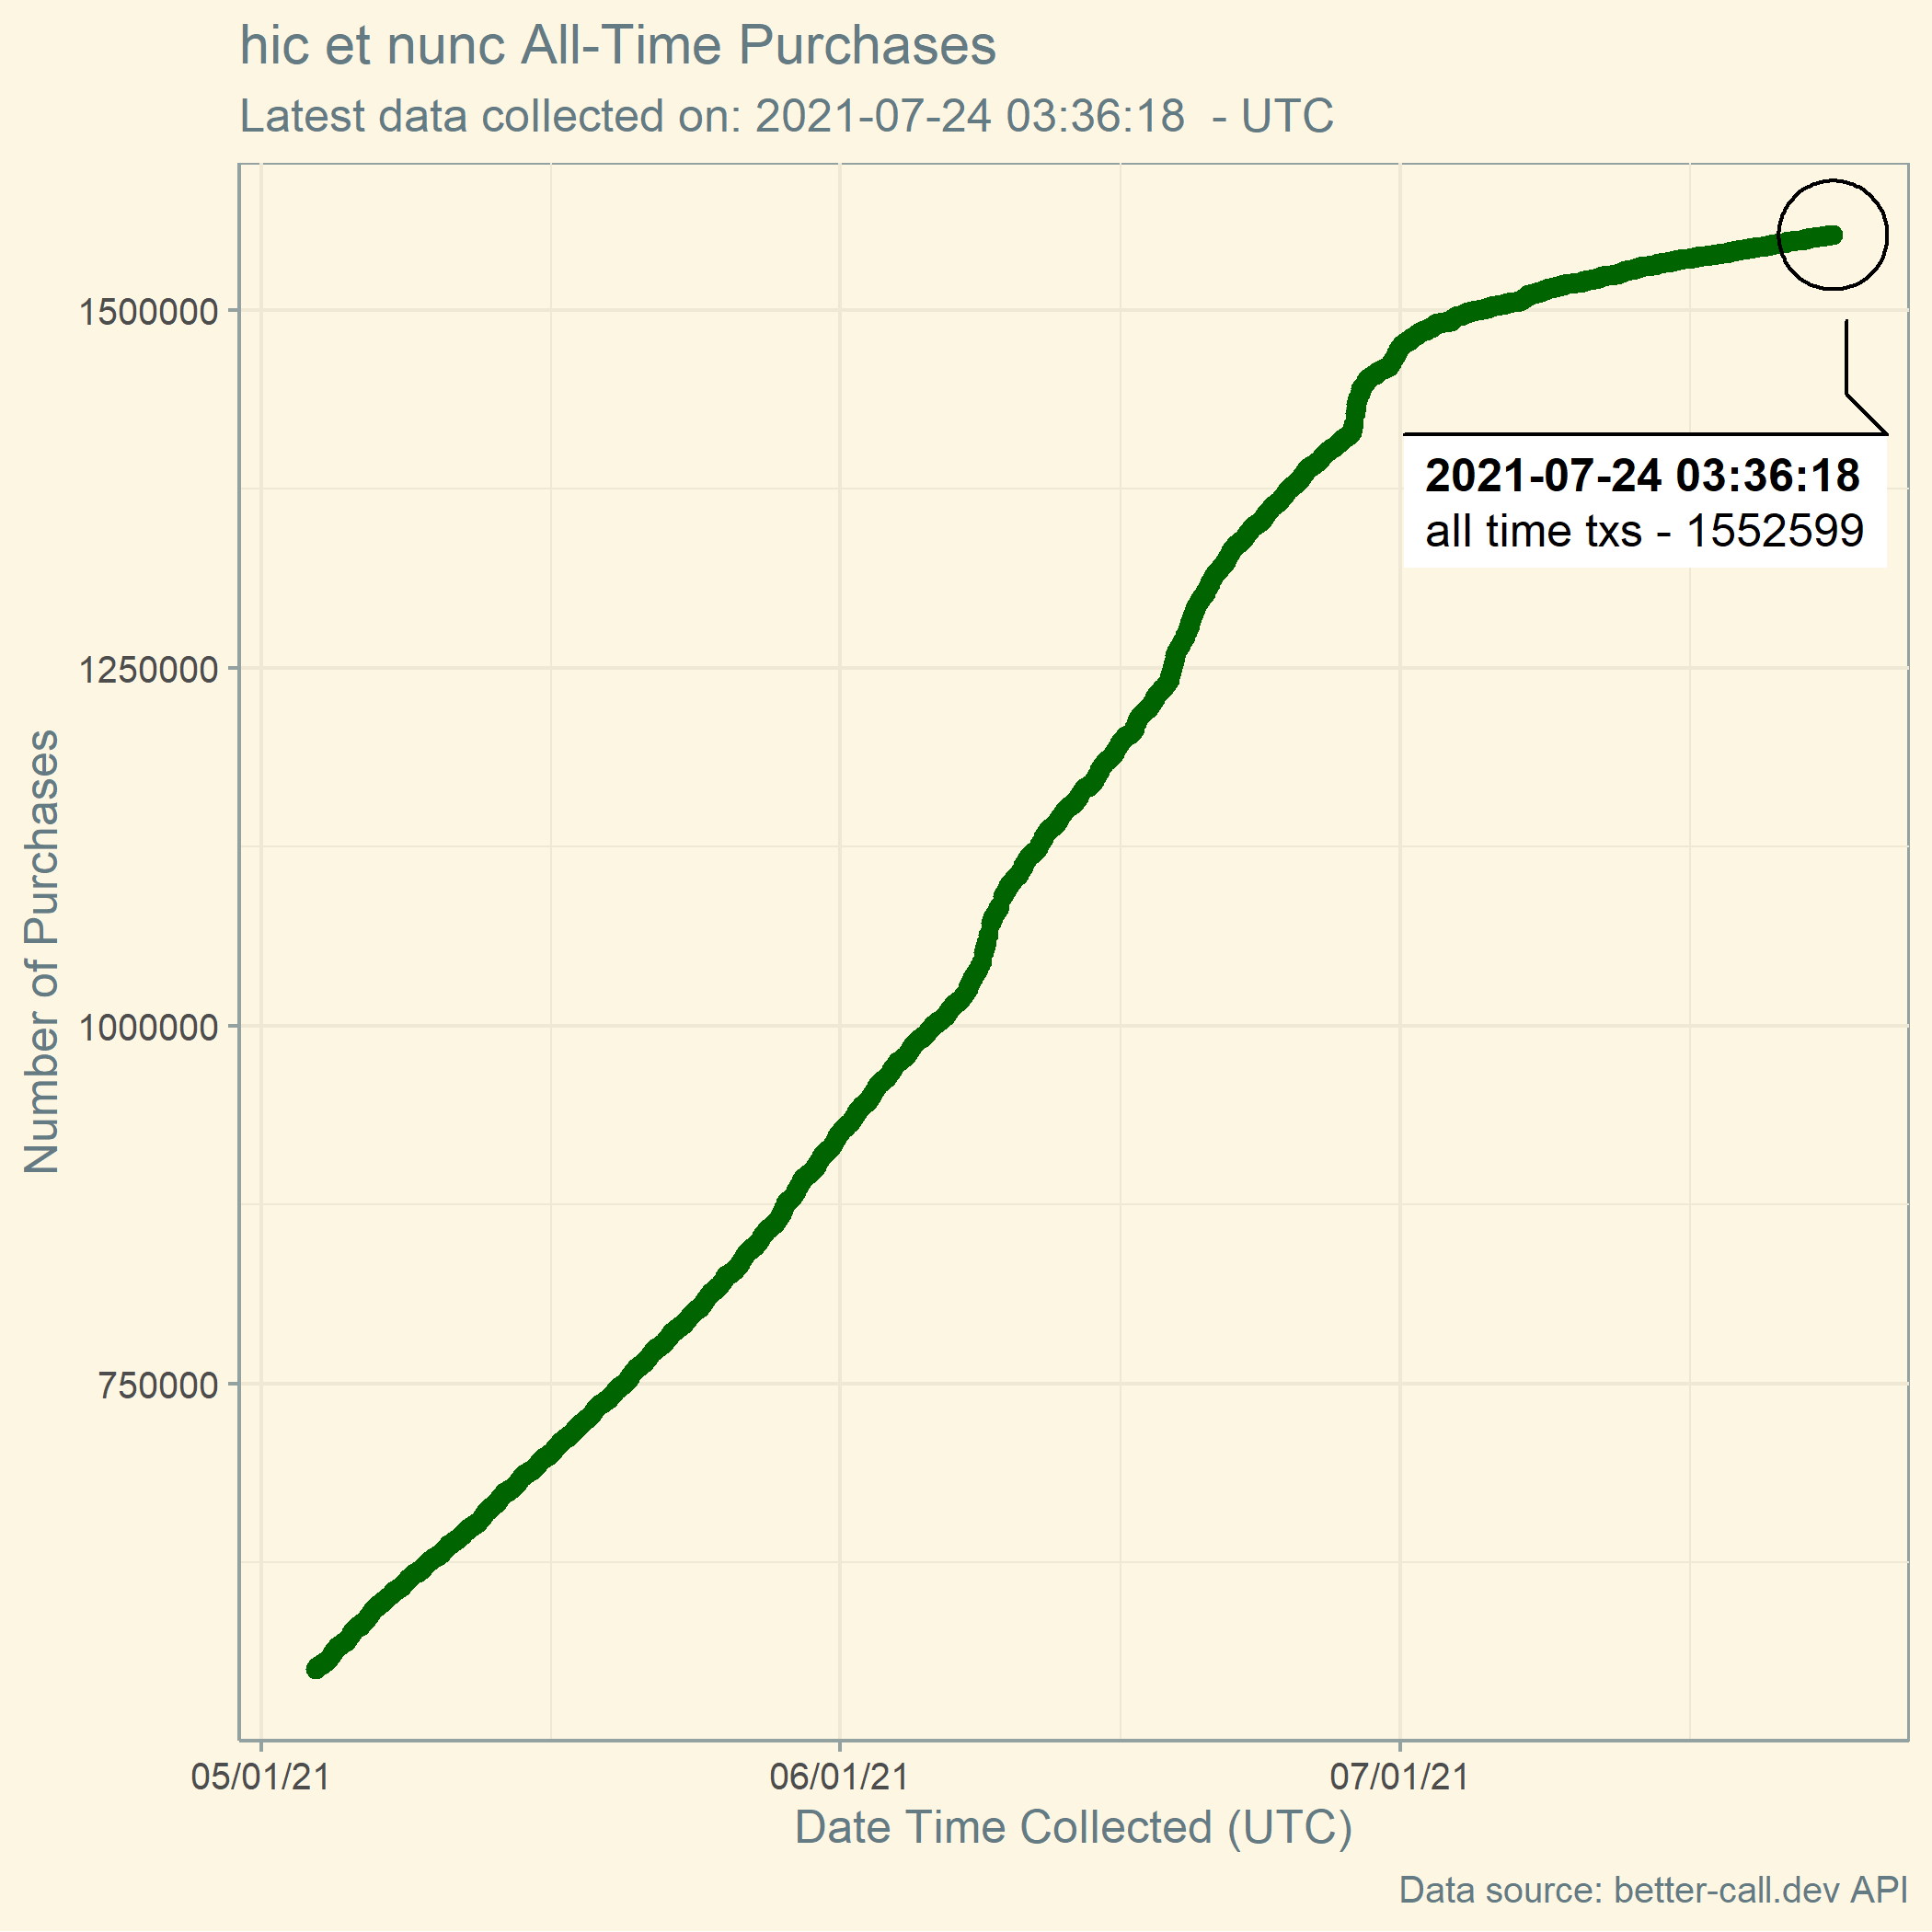 hic et nunc All-Time Purchases
Latest data collected on: 2021-07-24 03:36:18  - UTC
1500000
2021-07-24 03:36:18
all time txs - 1552599
1250000
Number of Purchases
1000000
750000
05/01/21
06/01/21
07/01/21
Date Time Collected (UTC)
Data source: better-call.dev API